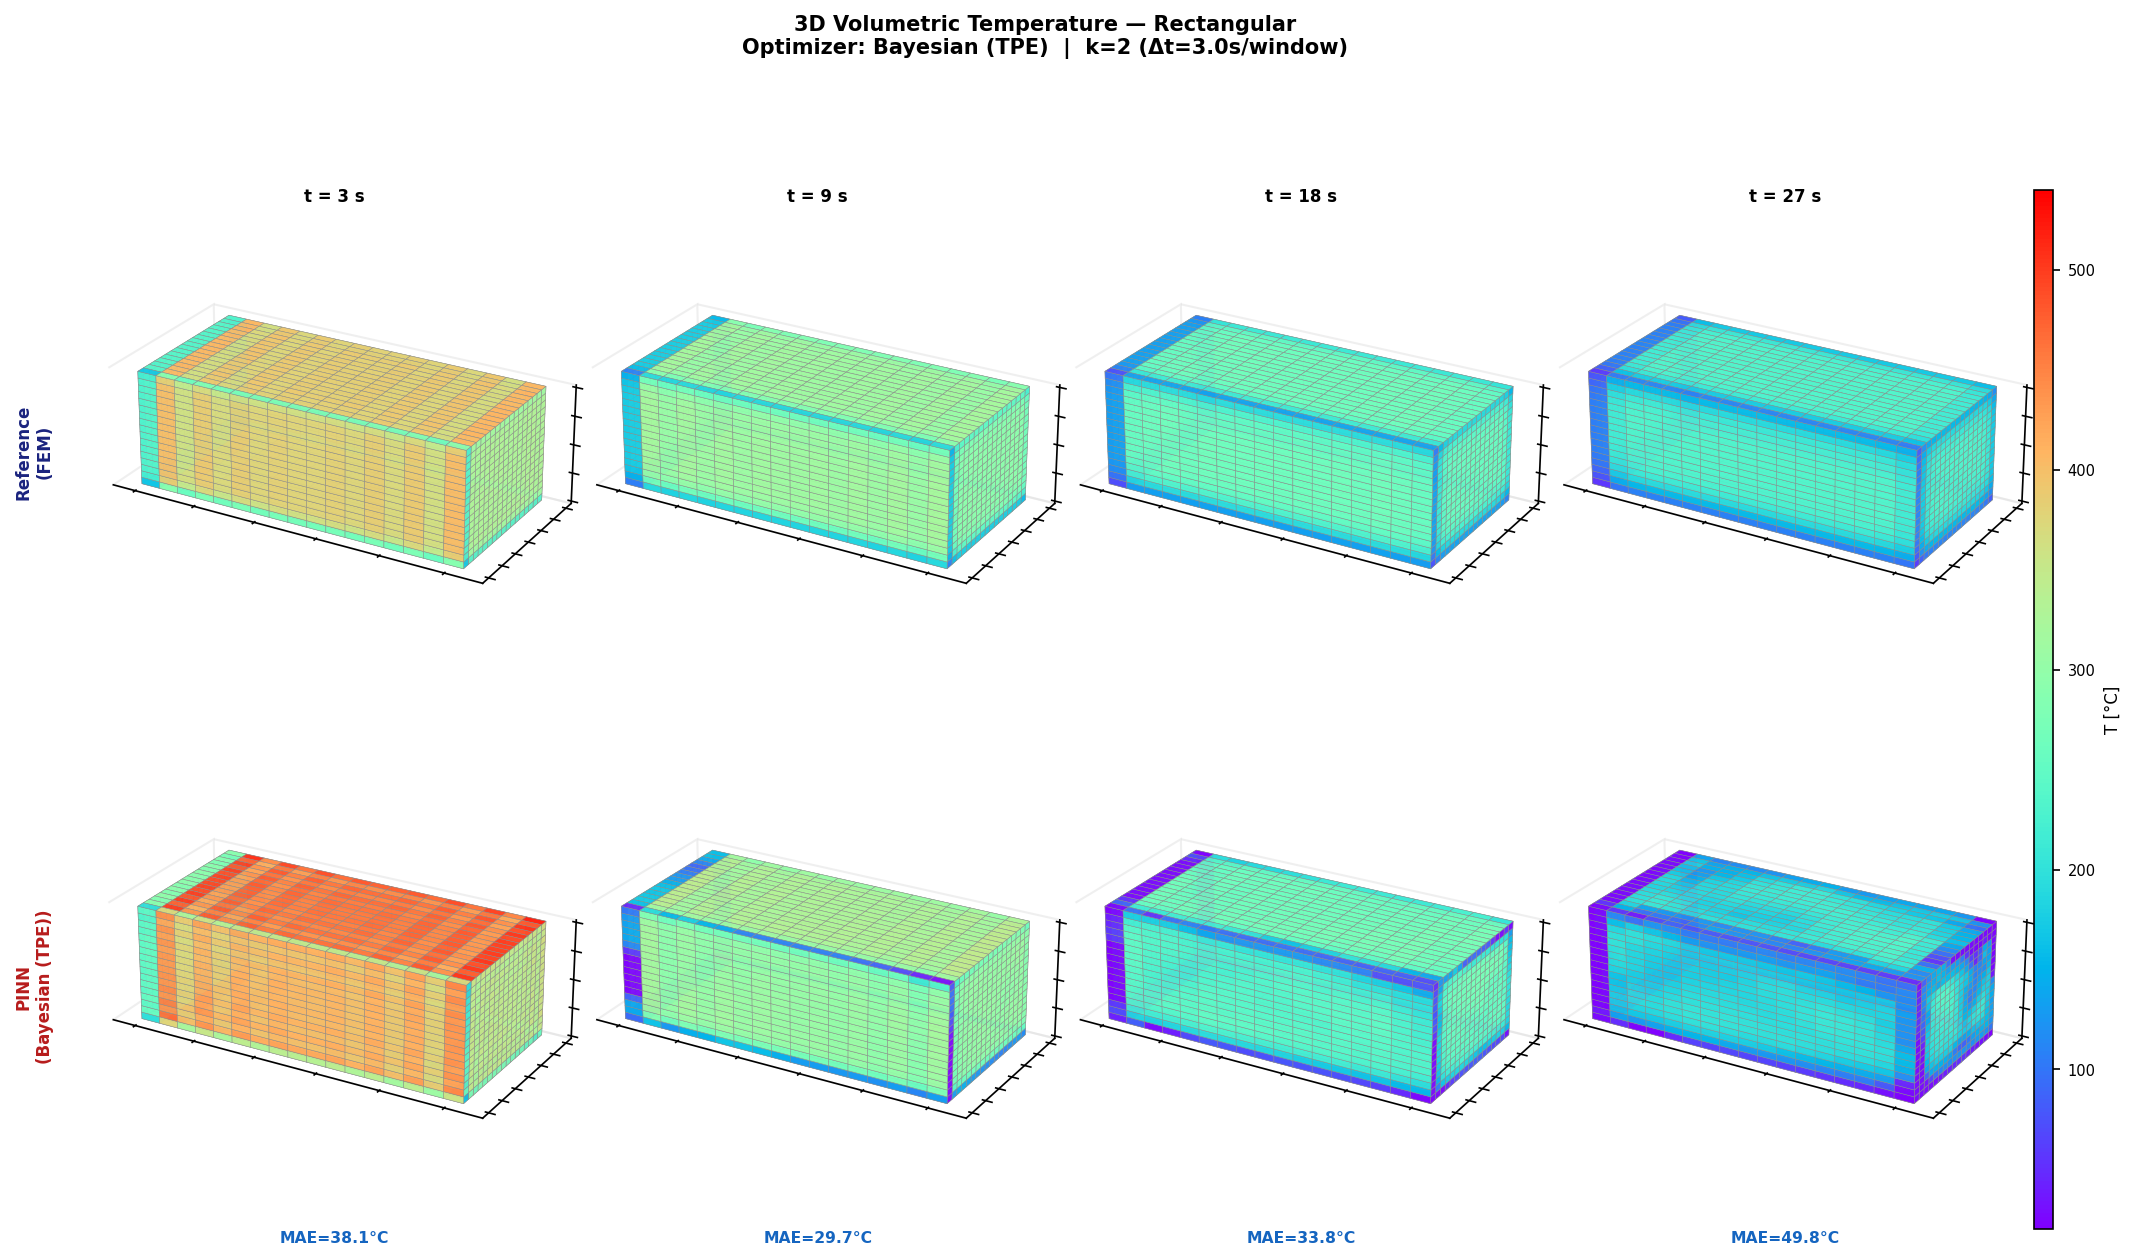 3D Volumetric Temperature — Rectangular
Optimizer: Bayesian (TPE)  |  k=2 (Δt=3.0s/window)
t = 3 s
t = 9 s
t = 18 s
t = 27 s
Reference
(FEM)
PINN
(Bayesian (TPE))
500
400
300
200
100
T [°C]
MAE=38.1°C
MAE=29.7°C
MAE=33.8°C
MAE=49.8°C